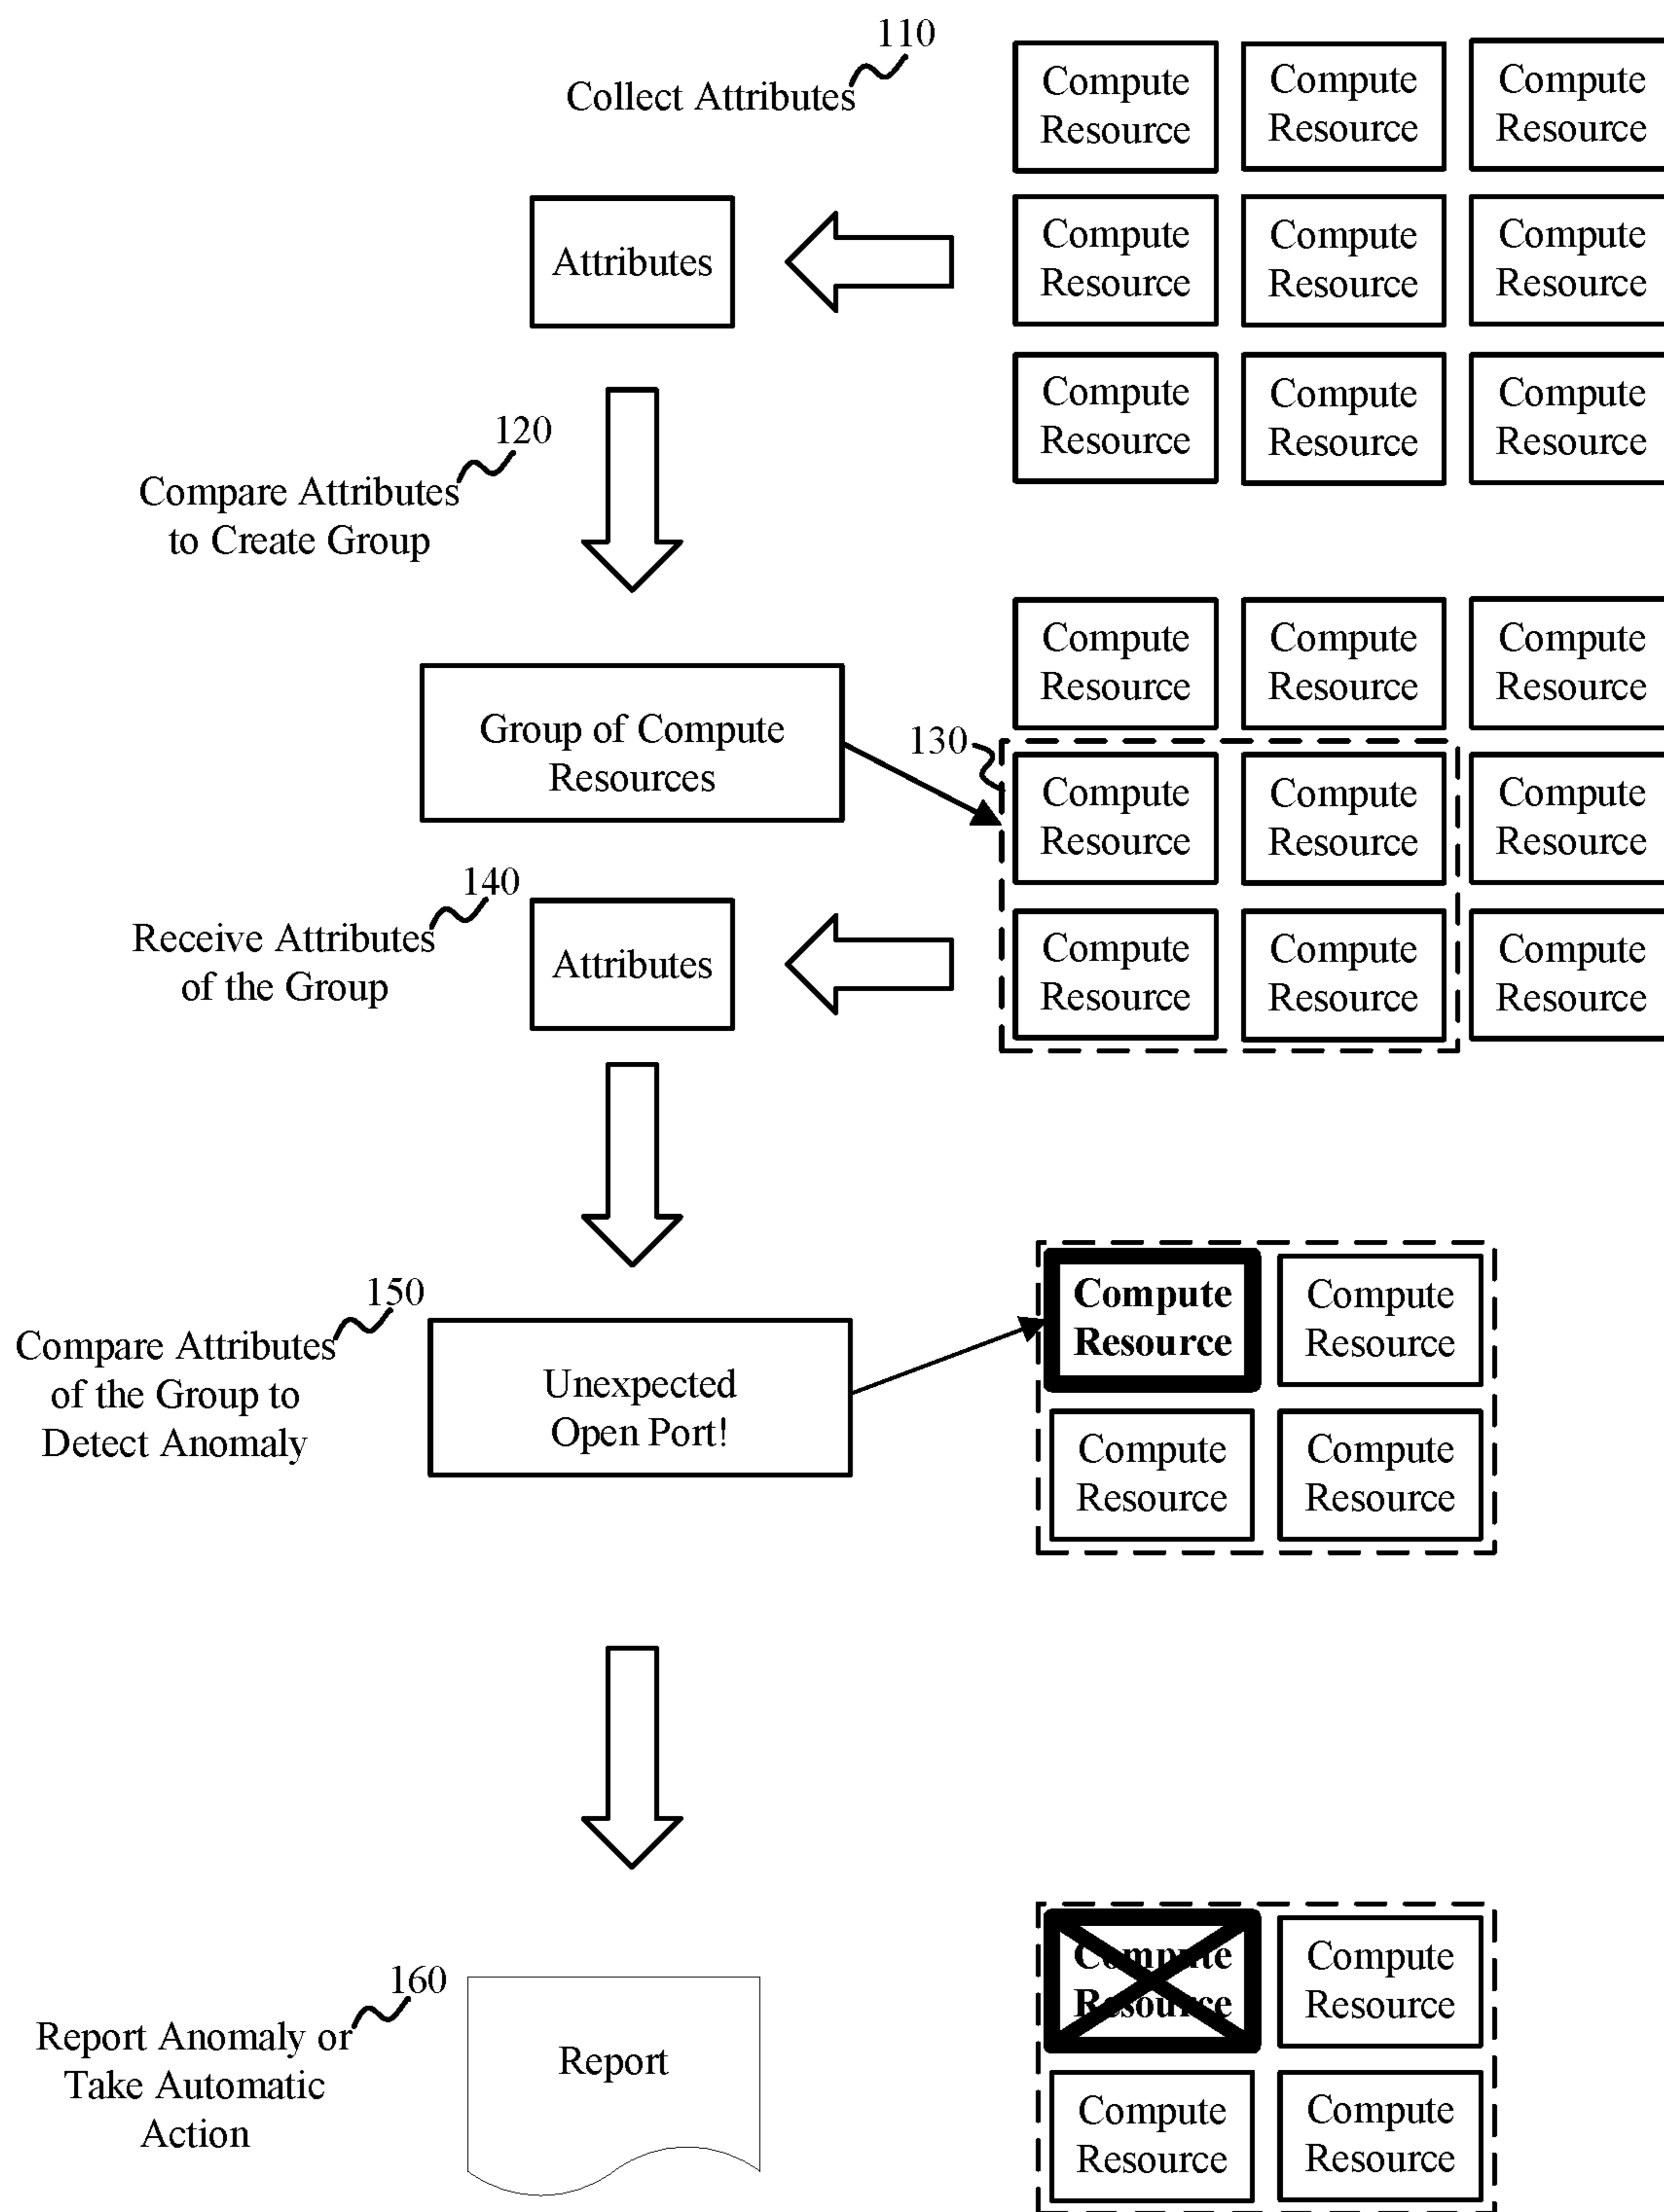 110
Collect Attributes
Compute
Resource
Compute
Resource
Compute
Resource
Attributes
Compute
Resource
Compute
Resource
Compute
Resource
Compute
Resource
Compute
Resource
Compute
Resource
120
Compare Attributes
to Create Group
Compute
Resource
Compute
Resource
Compute
Resource
Group of Compute
Resources
130
Compute
Resource
Compute
Resource
Compute
Resource
140
Receive Attributes
of the Group
Attributes
Compute
Resource
Compute
Resource
Compute
Resource
150
Compare Attributes
of the Group to
Detect Anomaly
Unexpected
Open Port!
Compute
Resource
Compute
Resource
Compute
Resource
Compute
Resource
160
Report Anomaly or
Take Automatic
Action
Report
Compute
Resource
Compute
Resource
Compute
Resource
Compute
Resource